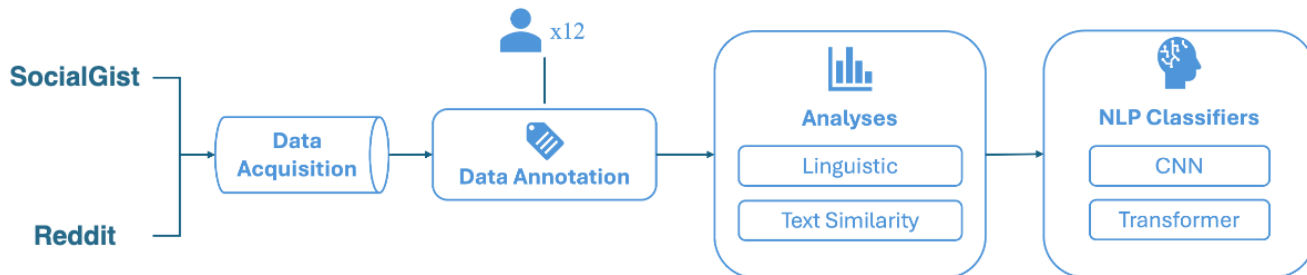 SocialGist
Reddit
Data
Acquisition
x12
Data Annotation
Analyses
Linguistic
Text Similarity
NLP Classifiers
CNN
Transformer